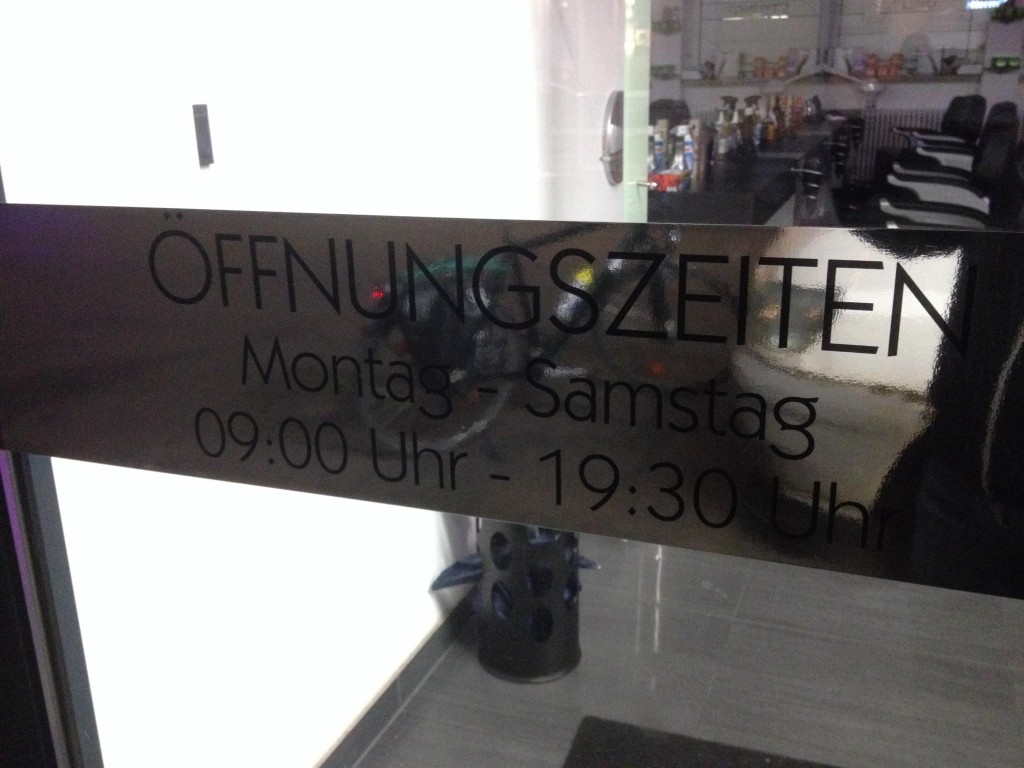 ÖFFNUNGSZEITEN
Montag - Samstag
09:00 Uhr - 19:30 Uhr